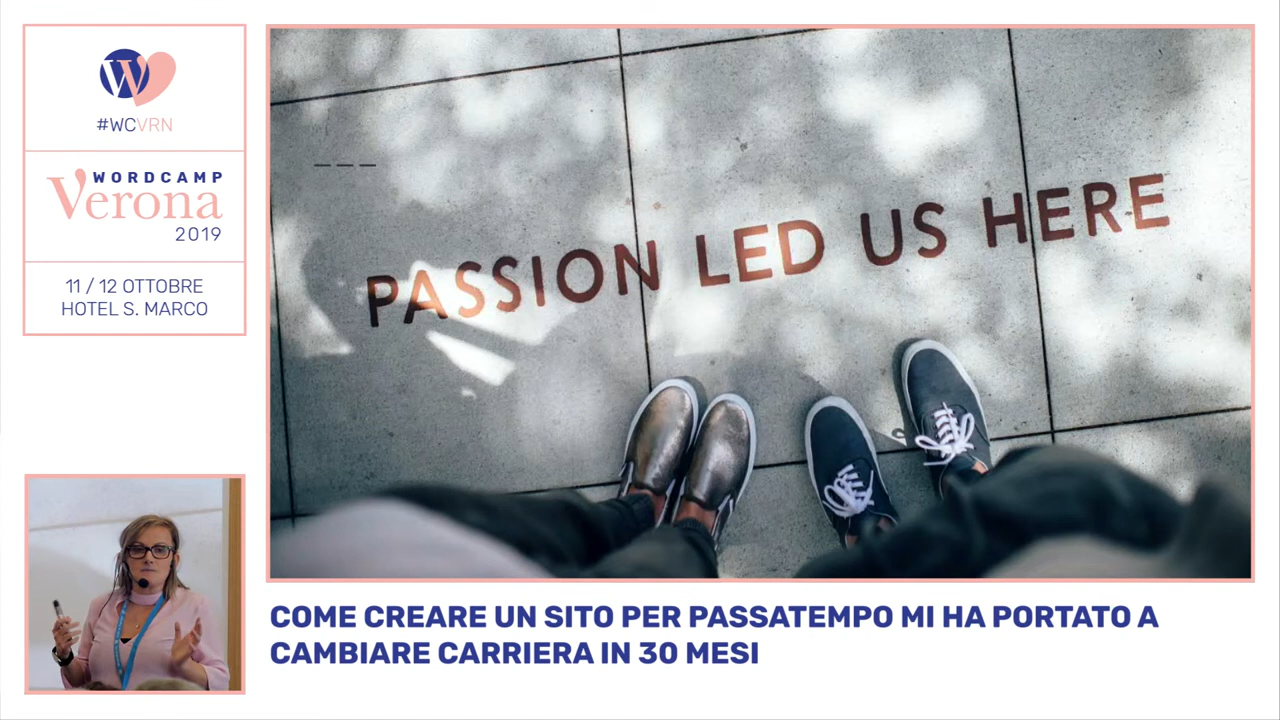 #WCVRN
WORDCAMP
Verona
2019
11 / 12 OTTOBRE
HOTEL S. MARCO
PASSION LED US HERE
COME CREARE UN SITO PER PASSATEMPO MI HA PORTATO A
CAMBIARE CARRIERA IN 30 MESI